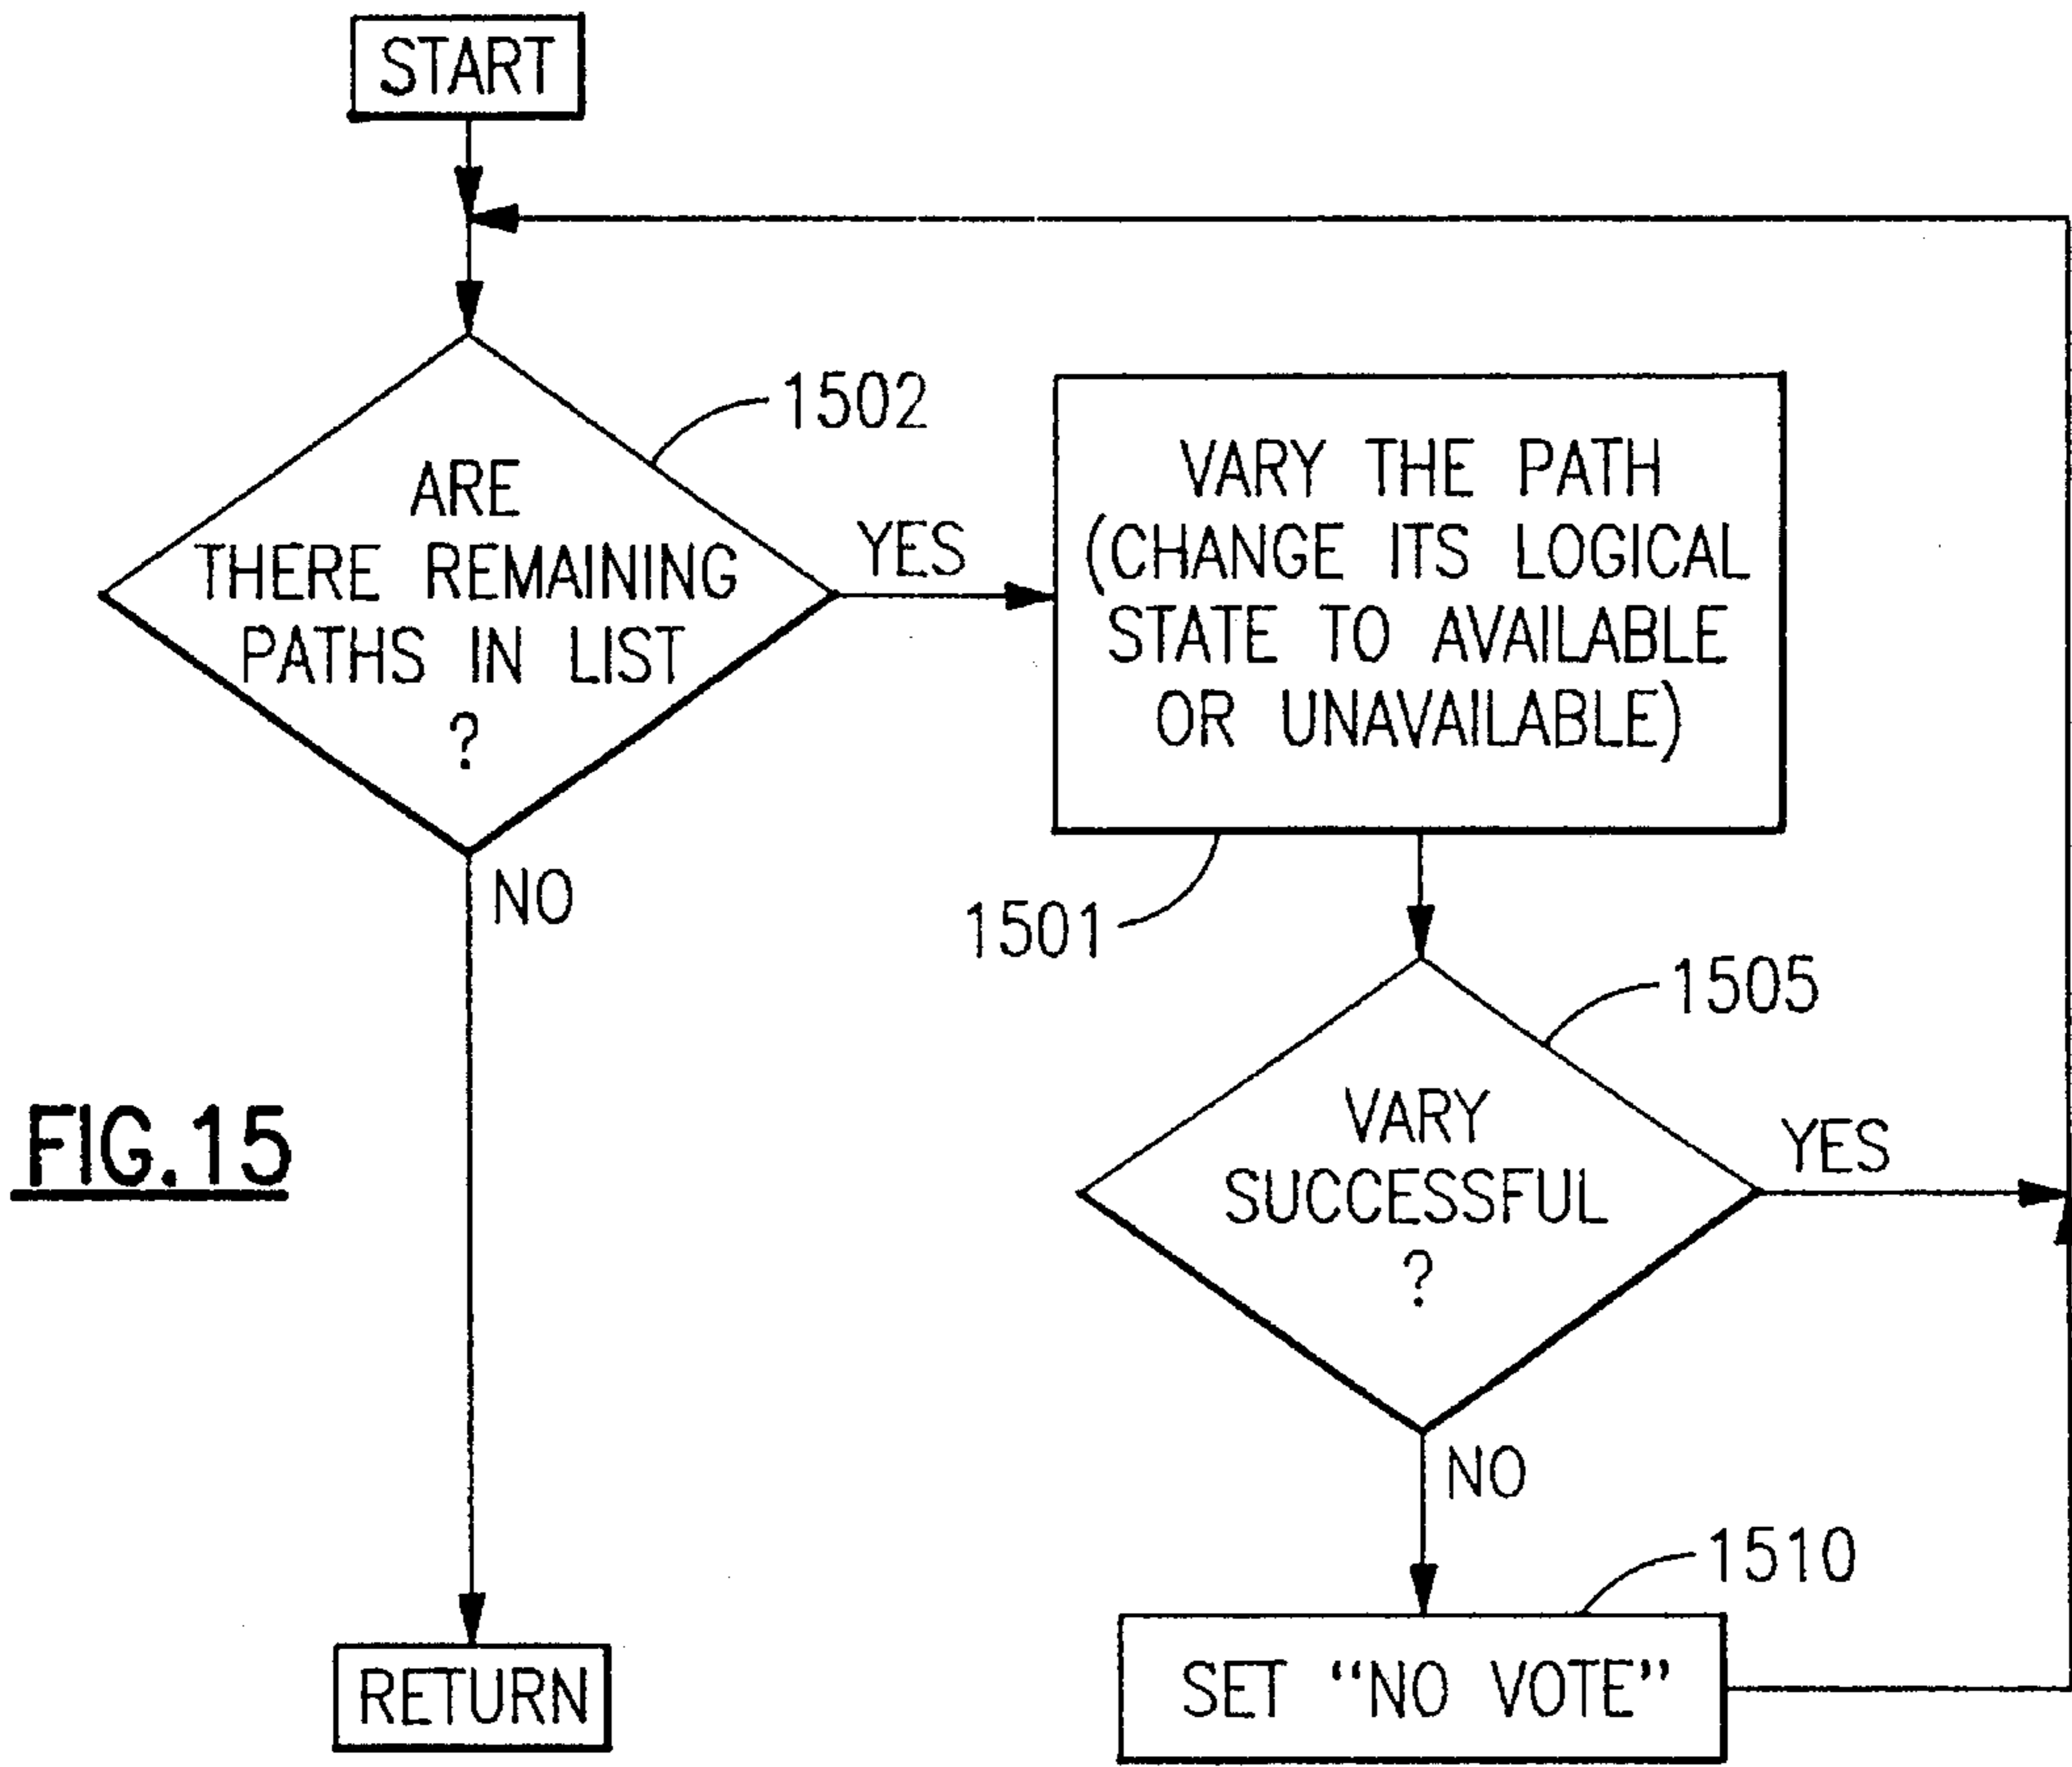 START
1502
ARE
THERE REMAINING
PATHS IN LIST
?
YES
NO
VARY THE PATH
(CHANGE ITS LOGICAL
STATE TO AVAILABLE
OR UNAVAILABLE)
1501
1505
VARY
SUCCESSFUL
?
YES
NO
FIG.15
1510
SET “NO VOTE”
RETURN